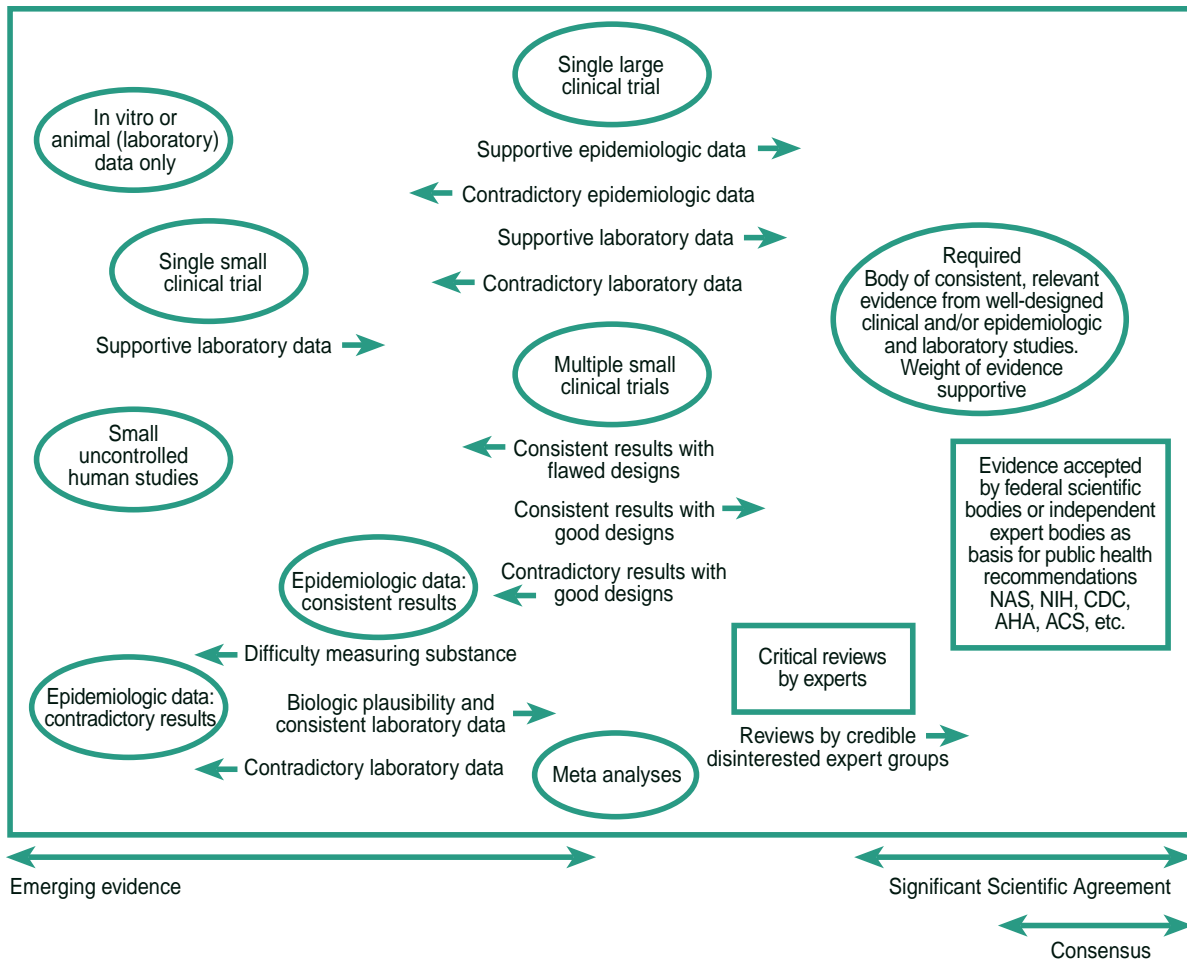 Single large
clinical trial
In vitro or
animal (laboratory)
data only
Supportive epidemiologic data
Contradictory epidemiologic data
Supportive laboratory data
Contradictory laboratory data
Single small
clinical trial
Supportive laboratory data
Required
Body of consistent, relevant
evidence from well-designed
clinical and/or epidemiologic
and laboratory studies.
Weight of evidence
supportive
Multiple small
clinical trials
Small
uncontrolled
human studies
Consistent results with
flawed designs
Consistent results with
good designs
Contradictory results with
good designs
Evidence accepted
by federal scientific
bodies or independent
expert bodies as
basis for public health
recommendations
NAS, NIH, CDC,
AHA, ACS, etc.
Epidemiologic data:
consistent results
Difficulty measuring substance
Epidemiologic data:
contradictory results
Biologic plausibility and
consistent laboratory data
Contradictory laboratory data
Meta analyses
Critical reviews
by experts
Reviews by credible
disinterested expert groups
Emerging evidence
Significant Scientific Agreement
Consensus